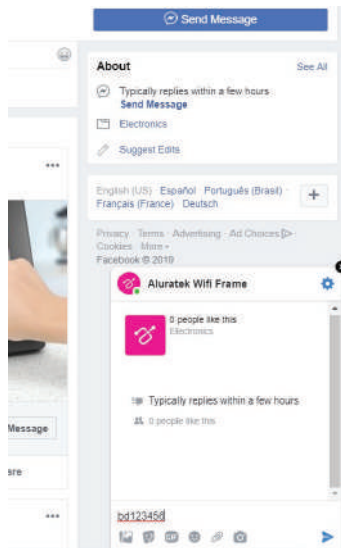 Send Message
About
See All
Typically replies within a few hours
Send Message
Electronics
Suggest Edits
English (US) · Español · Português (Brasil) ·
Français (France) · Deutsch
Privacy · Terms · Advertising · Ad Choices ·
Cookies · More
Facebook © 2019
Aluratek Wifi Frame
0 people like this
Electronics
Typically replies within a few hours
0 people like this
Message
are
bd123456
GIF